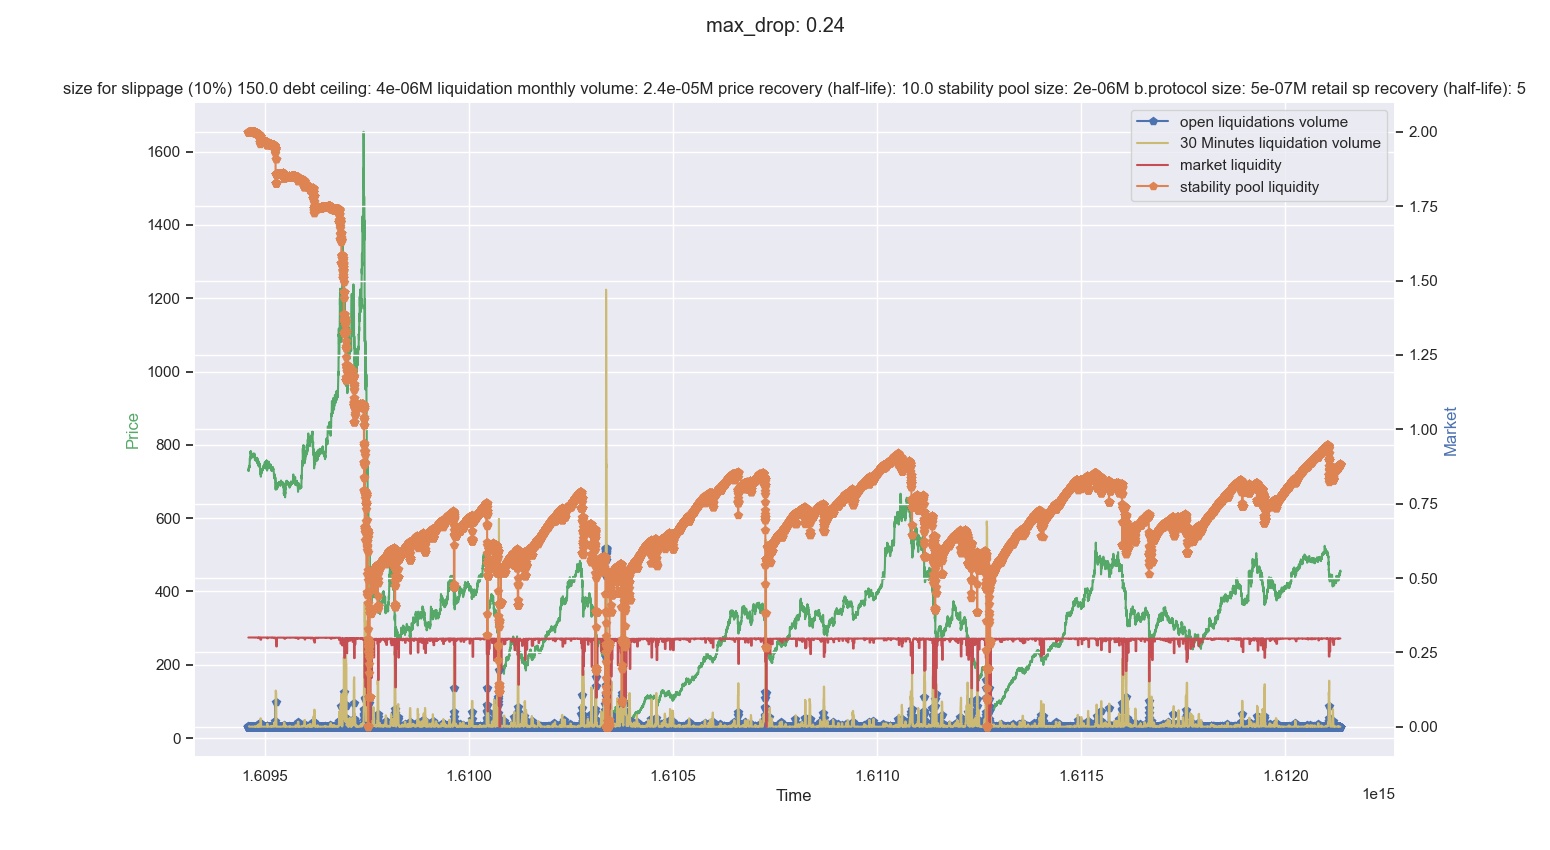 max_drop: 0.24
size for slippage (10%) 150.0 debt ceiling: 4e-06M liquidation monthly volume: 2.4e-05M price recovery (half-life): 10.0 stability pool size: 2e-06M b.protocol size: 5e-07M retail sp recovery (half-life): 5
open liquidations volume
30 Minutes liquidation volume
market liquidity
stability pool liquidity
Price
1600
1400
1200
1000
800
600
400
200
0
2.00
1.75
1.50
1.25
1.00
0.75
0.50
0.25
0.00
Market
1.6095
1.6100
1.6105
1.6110
1.6115
1.6120
Time
1e15